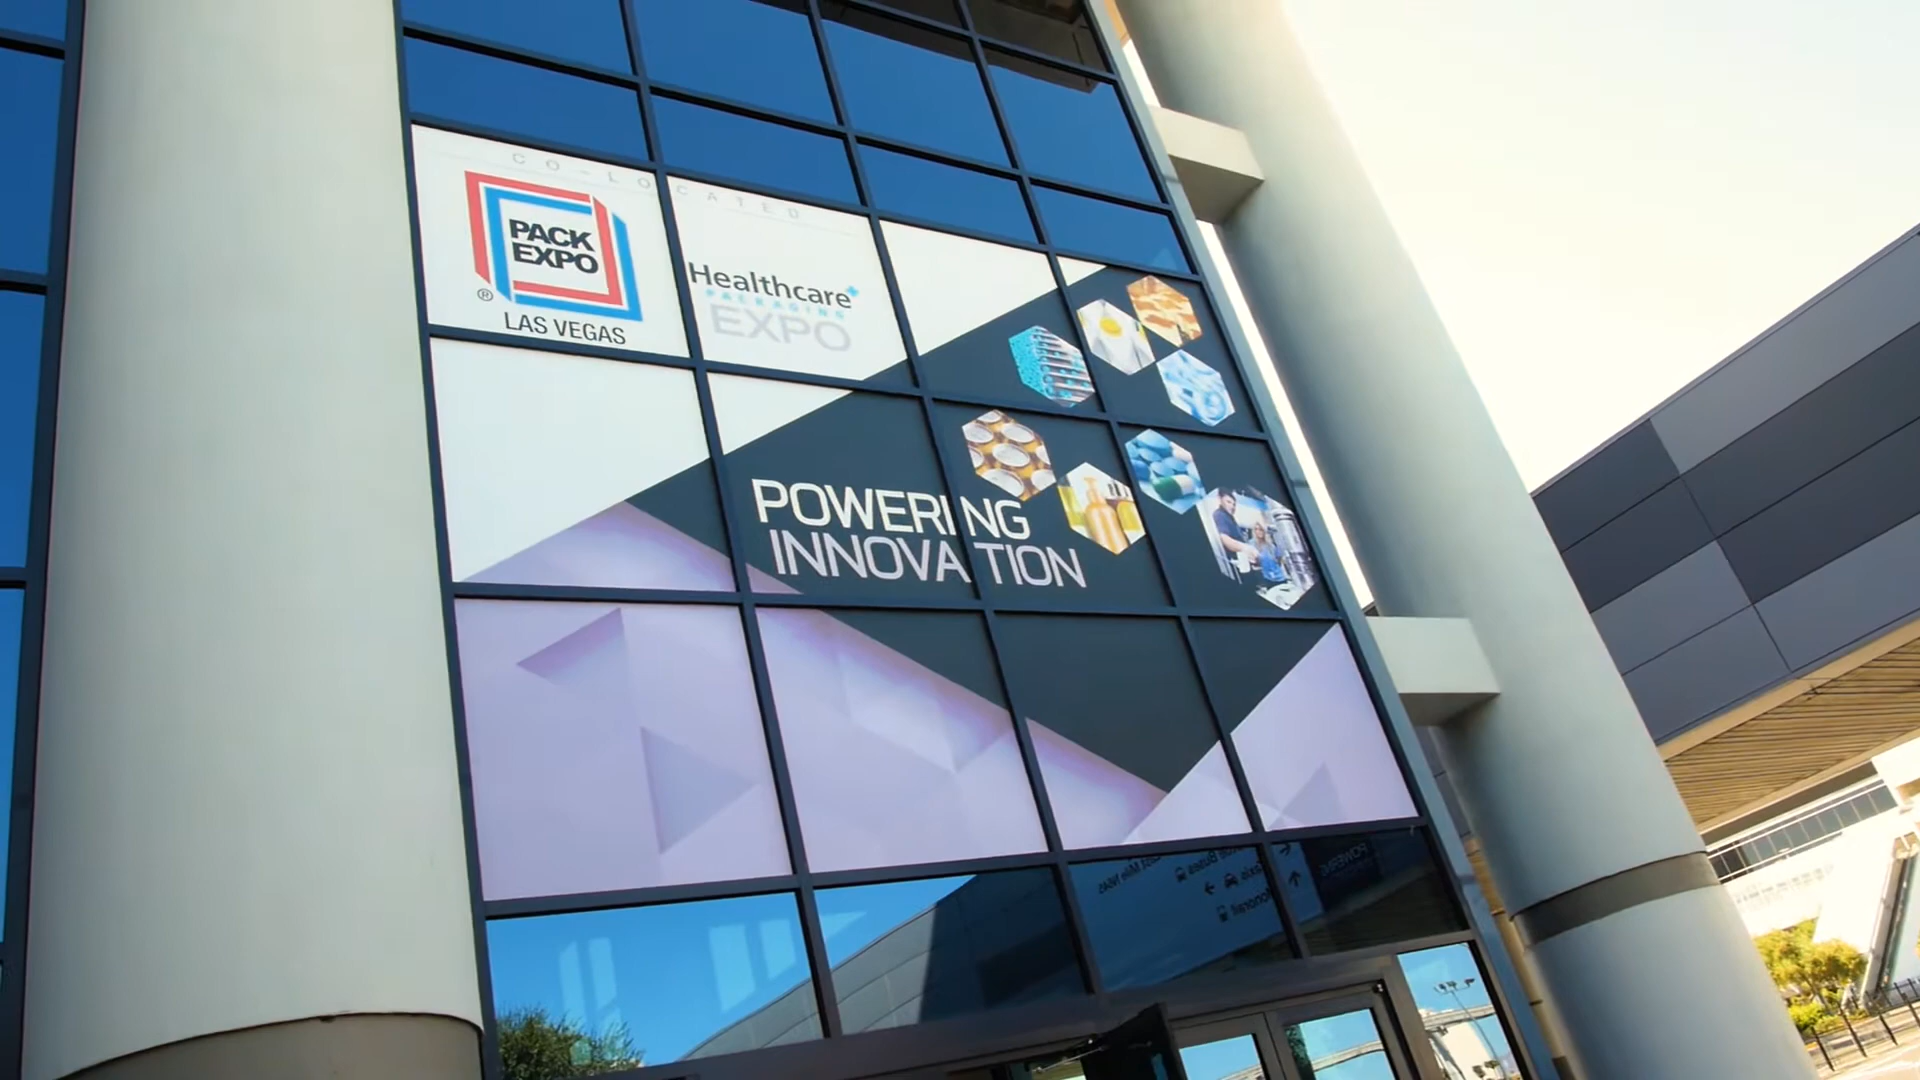 CO-LOCATED
PACK
EXPO
®
LAS VEGAS
Healthcare
PACKAGING
EXPO
POWERING
INNOVATION